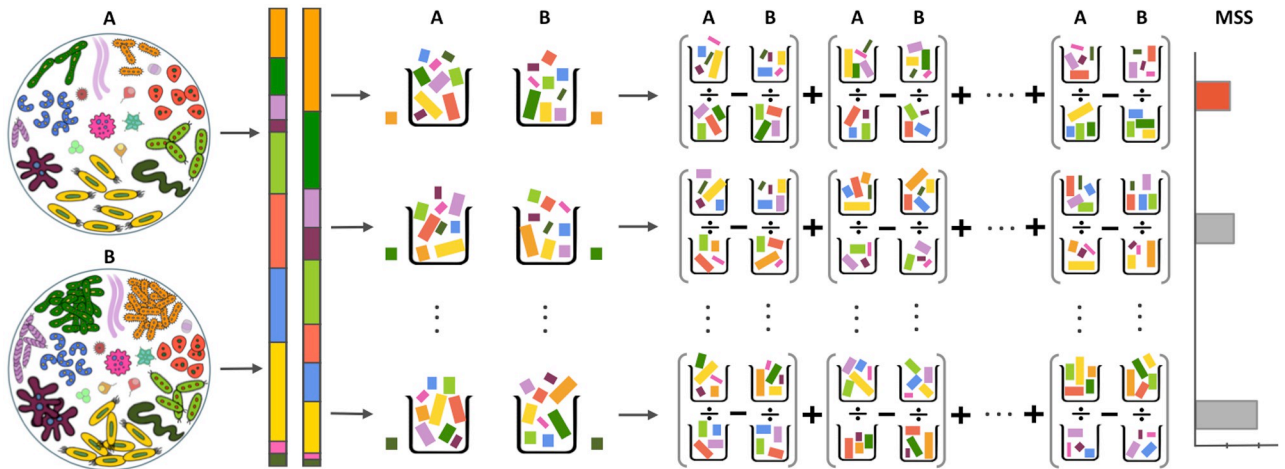 A
B
A B
A B A B A B
MSS
÷ − ÷ + ÷ − ÷ + ··· + ÷ − ÷
÷ − ÷ + ÷ − ÷ + ··· + ÷ − ÷
÷ − ÷ + ÷ − ÷ + ··· + ÷ − ÷